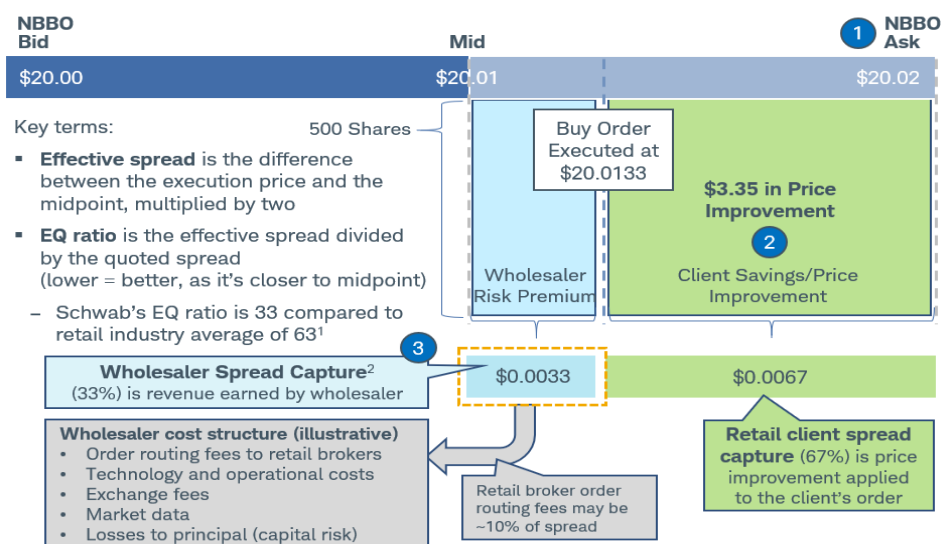 NBBO
Bid
Mid
1
NBBO
Ask
$20.00
$20.01
$20.02
Key terms:
500 Shares
▪ Effective spread is the difference
between the execution price and the
midpoint, multiplied by two
▪ EQ ratio is the effective spread divided
by the quoted spread
(lower = better, as it's closer to midpoint)
– Schwab's EQ ratio is 33 compared to
retail industry average of 63¹
Buy Order
Executed at
$20.0133
$3.35 in Price
Improvement
2
Wholesaler
Risk Premium
Client Savings/Price
Improvement
3
Wholesaler Spread Capture²
(33%) is revenue earned by wholesaler
$0.0033
$0.0067
Wholesaler cost structure (illustrative)
• Order routing fees to retail brokers
• Technology and operational costs
• Exchange fees
• Market data
• Losses to principal (capital risk)
Retail broker order
routing fees may be
~10% of spread
Retail client spread
capture (67%) is price
improvement applied
to the client's order